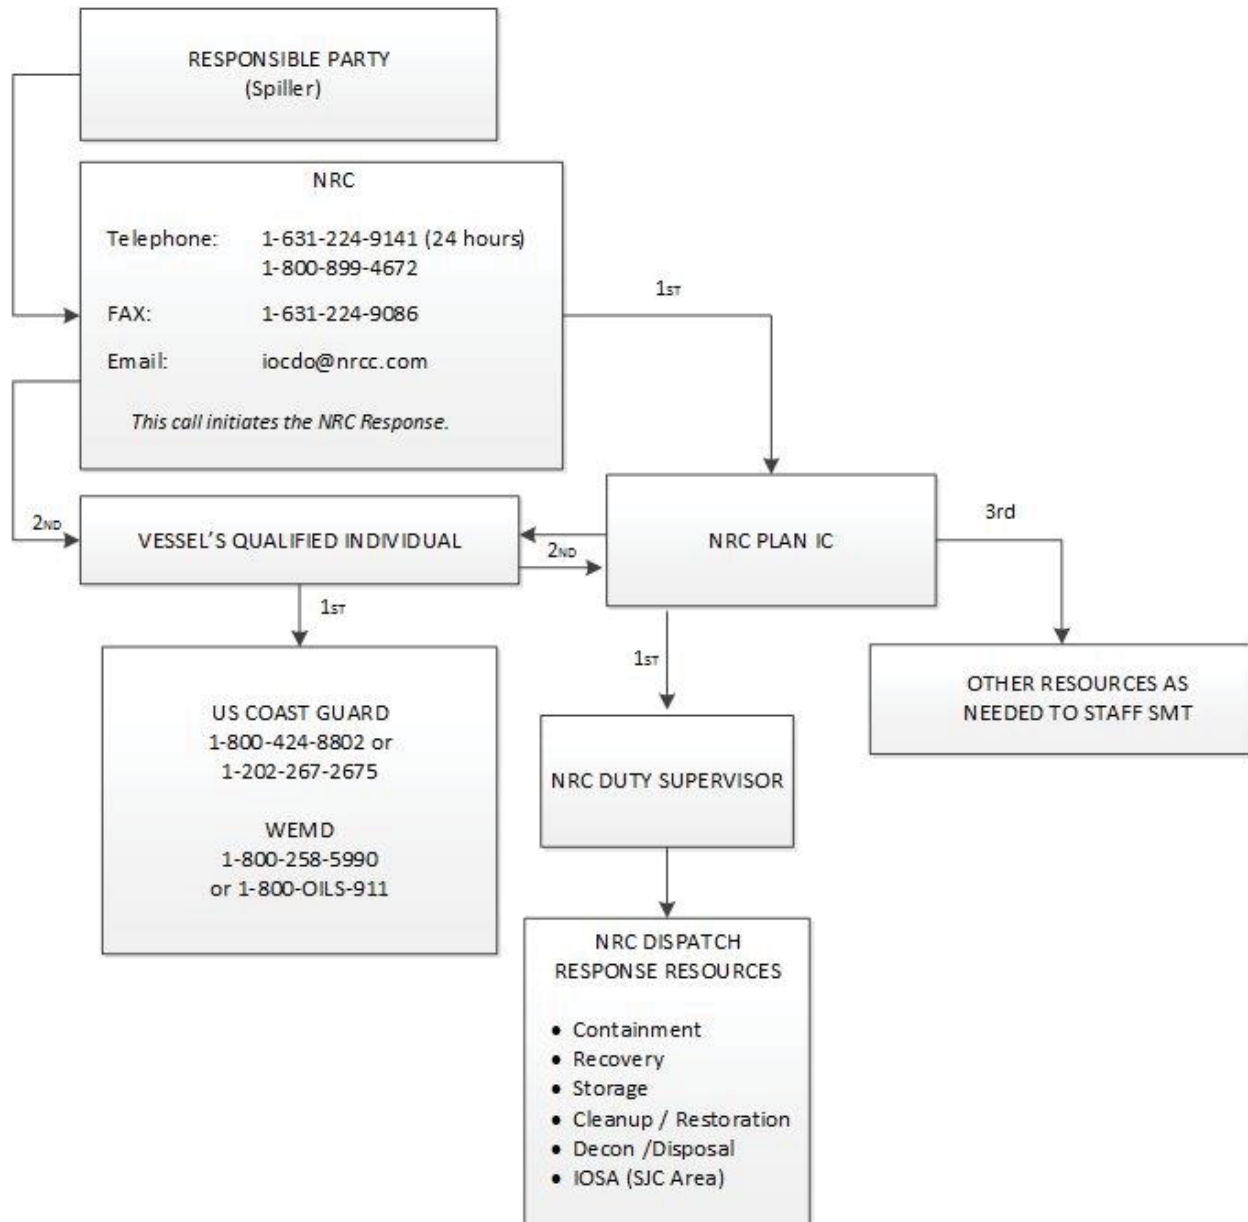 RESPONSIBLE PARTY
(Spiller)
NRC
Telephone: 1-631-224-9141 (24 hours)
1-800-899-4672
FAX: 1-631-224-9086
Email: iocdo@nrcc.com
This call initiates the NRC Response.
1ST
2ND
VESSEL'S QUALIFIED INDIVIDUAL
2ND
NRC PLAN IC
3rd
1ST
1ST
US COAST GUARD
1-800-424-8802 or
1-202-267-2675
WEMD
1-800-258-5990
or 1-800-OILS-911
OTHER RESOURCES AS
NEEDED TO STAFF SMT
NRC DUTY SUPERVISOR
NRC DISPATCH
RESPONSE RESOURCES
• Containment
• Recovery
• Storage
• Cleanup / Restoration
• Decon /Disposal
• IOSA (SJC Area)